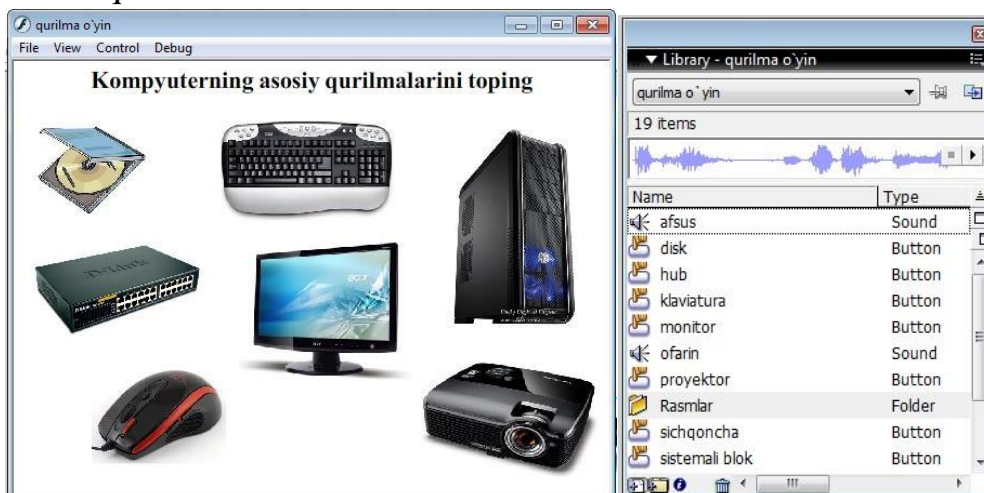 qurilma o`yin
File View Control Debug
Kompyuterning asosiy qurilmalarini toping
D-Link
acer
Library - qurilma o`yin
qurilma o`yin
19 items
Name Type
afsus Sound
disk Button
hub Button
klaviatura Button
monitor Button
ofarin Sound
proyektor Button
Rasmlar Folder
sichqoncha Button
sistemali blok Button